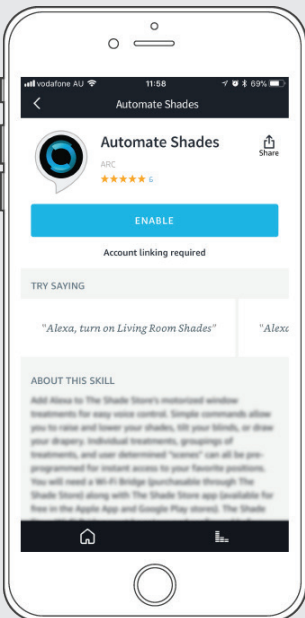 vodafone AU 11:58 69%
Automate Shades
Automate Shades
ARC
6
Share
ENABLE
Account linking required
TRY SAYING
"Alexa, turn on Living Room Shades" "Alexa
ABOUT THIS SKILL
Add Alexa to The Shade Store's motorized window
treatments for easy voice control. Simple commands allow
you to raise and lower your shades, tilt your blinds, or draw
your drapery. Individual treatments, groupings of
treatments, and user determined "scenes" can all be pre-
programmed for instant access to your favorite positions.
You will need a Wi-Fi Bridge (purchasable through The
Shade Store) along with The Shade Store app (available for
free in the Apple App and Google Play stores). The Shade